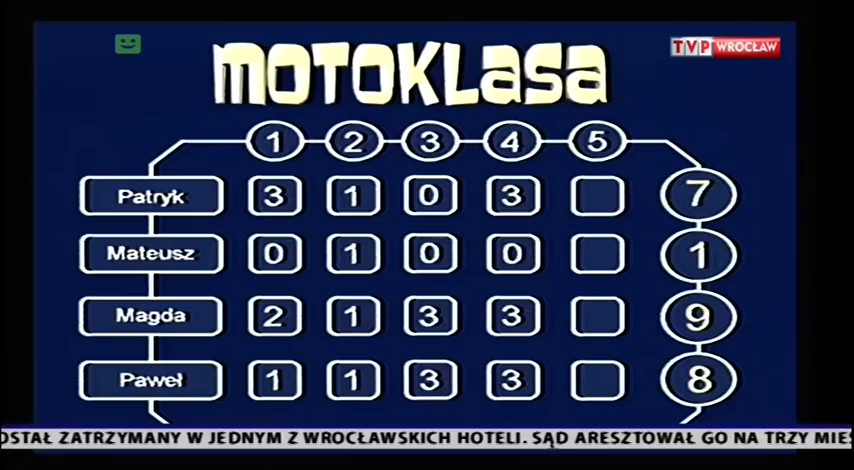 TVP WROCŁAW
MOTOKLASA
1 2 3 4 5
Patryk 3 1 0 3 7
Mateusz 0 1 0 0 1
Magda 2 1 3 3 9
Paweł 1 1 3 3 8
OSTAŁ ZATRZYMANY W JEDNYM Z WROCŁAWSKICH HOTELI. SĄD ARESZTOWAŁ GO NA TRZY MIES